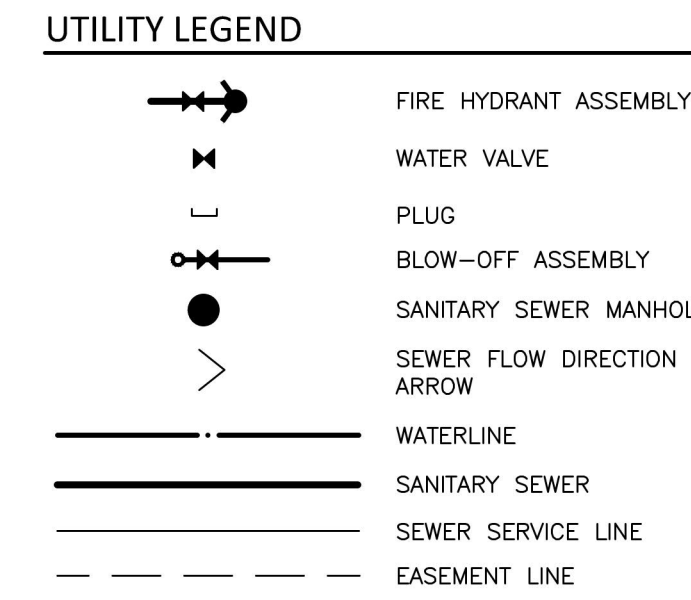 UTILITY LEGEND
FIRE HYDRANT ASSEMBLY
WATER VALVE
PLUG
BLOW-OFF ASSEMBLY
SANITARY SEWER MANHOL
SEWER FLOW DIRECTION
ARROW
WATERLINE
SANITARY SEWER
SEWER SERVICE LINE
EASEMENT LINE